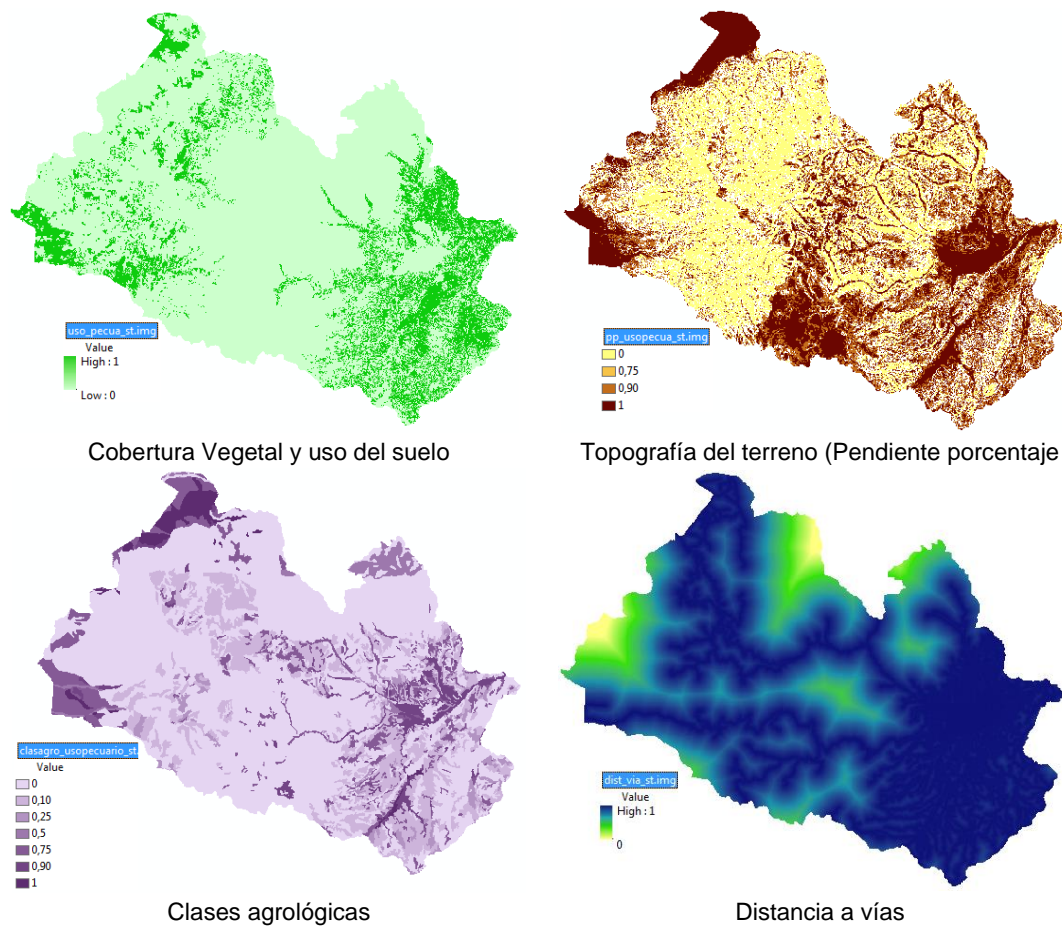 uso_pecua_st.img
Value
High : 1
Low : 0
pp_usopecua_st.img
0
0,75
0,90
1
Cobertura Vegetal y uso del suelo
Topografía del terreno (Pendiente porcentaje
clasagro_usopecuario_st.
Value
0
0,10
0,25
0,5
0,75
0,90
1
dist_via_st.img
Value
High : 1
0
Clases agrológicas
Distancia a vías